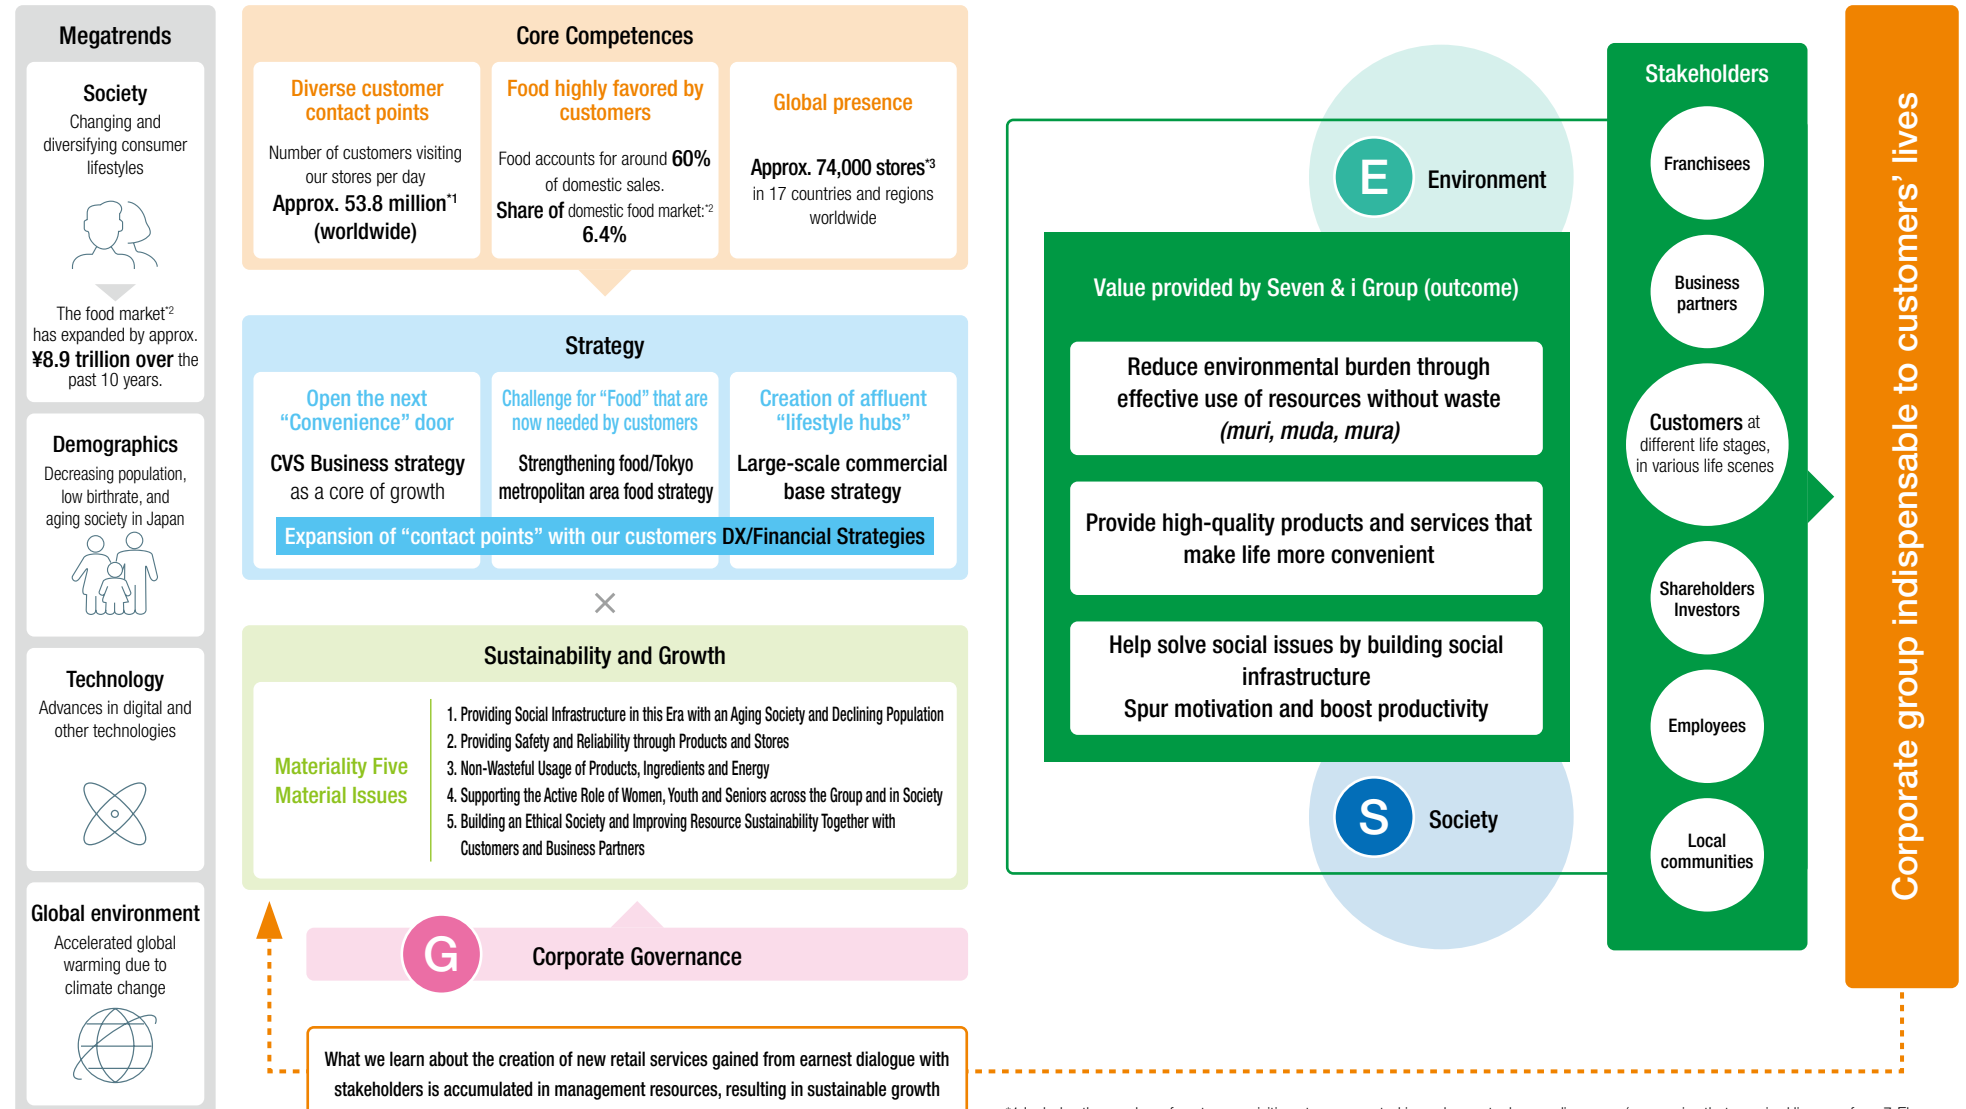 Megatrends
Society
Changing and
diversifying consumer
lifestyles
The food market*2
has expanded by approx.
¥8.9 trillion over the
past 10 years.
Demographics
Decreasing population,
low birthrate, and
aging society in Japan
Technology
Advances in digital and
other technologies
Global environment
Accelerated global
warming due to
climate change
Core Competences
Diverse customer
contact points
Number of customers visiting
our stores per day
Approx. 53.8 million*1
(worldwide)
Food highly favored by
customers
Food accounts for around 60%
of domestic sales.
Share of domestic food market:*2
6.4%
Global presence
Approx. 74,000 stores*3
in 17 countries and regions
worldwide
Strategy
Open the next
“Convenience” door
CVS Business strategy
as a core of growth
Challenge for “Food” that are
now needed by customers
Strengthening food/Tokyo
metropolitan area food strategy
Creation of affluent
“lifestyle hubs”
Large-scale commercial
base strategy
Expansion of “contact points” with our customers DX/Financial Strategies
×
Sustainability and Growth
Materiality Five
Material Issues
1. Providing Social Infrastructure in this Era with an Aging Society and Declining Population
2. Providing Safety and Reliability through Products and Stores
3. Non-Wasteful Usage of Products, Ingredients and Energy
4. Supporting the Active Role of Women, Youth and Seniors across the Group and in Society
5. Building an Ethical Society and Improving Resource Sustainability Together with
Customers and Business Partners
G
Corporate Governance
What we learn about the creation of new retail services gained from earnest dialogue with
stakeholders is accumulated in management resources, resulting in sustainable growth
E
Environment
Value provided by Seven & i Group (outcome)
Reduce environmental burden through
effective use of resources without waste
(muri, muda, mura)
Provide high-quality products and services that
make life more convenient
Help solve social issues by building social
infrastructure
Spur motivation and boost productivity
S
Society
Stakeholders
Franchisees
Business
partners
Customers at
different life stages,
in various life scenes
Shareholders
Investors
Employees
Local
communities
Corporate group indispensable to customers’ lives